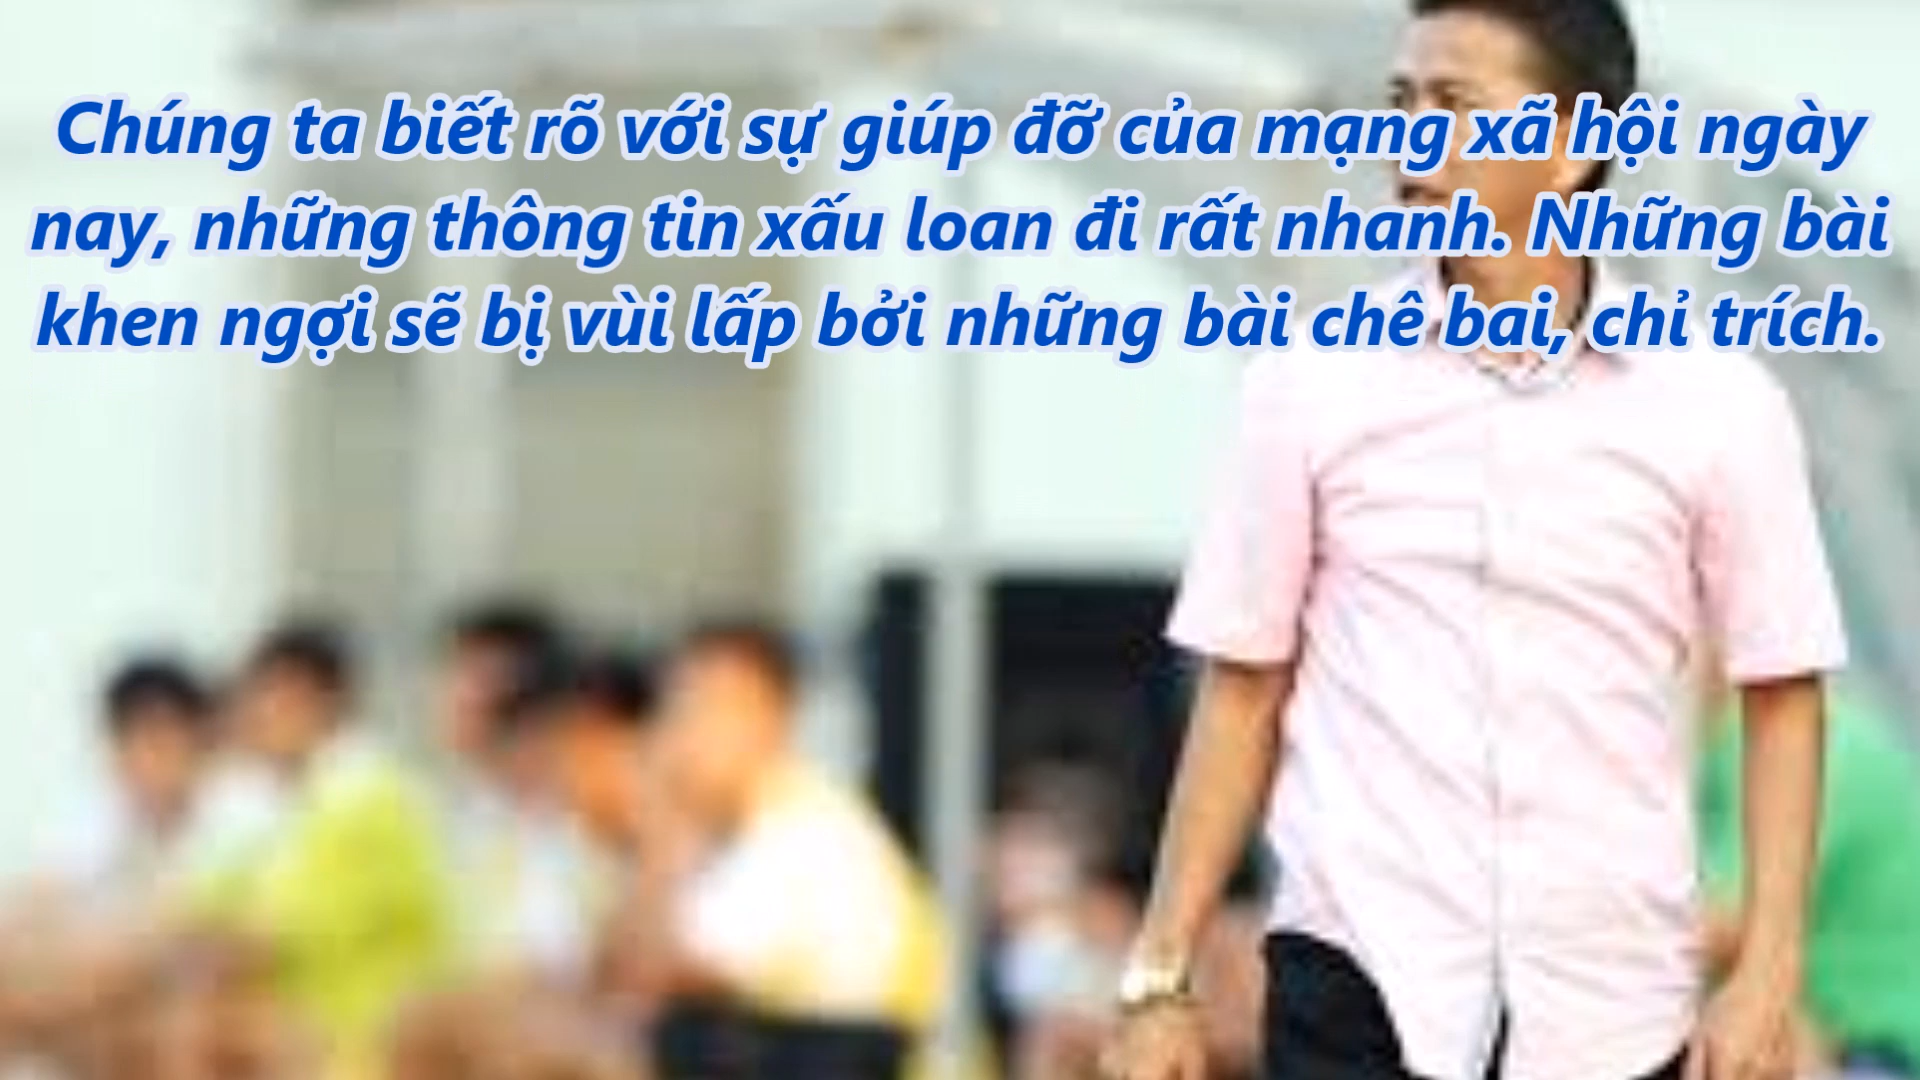 Chúng ta biết rõ với sự giúp đỡ của mạng xã hội ngày
nay, những thông tin xấu loan đi rất nhanh. Những bài
khen ngợi sẽ bị vùi lấp bởi những bài chê bai, chỉ trích.